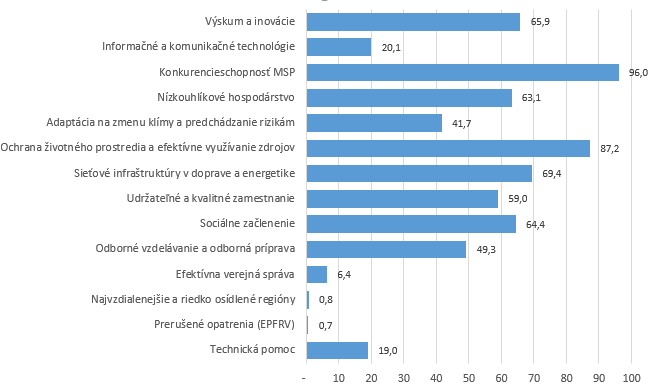 Výskum a inovácie 65,9
Informačné a komunikačné technológie 20,1
Konkurencieschopnosť MSP 96,0
Nízkouhlíkové hospodárstvo 63,1
Adaptácia na zmenu klímy a predchádzanie rizikám 41,7
Ochrana životného prostredia a efektívne využívanie zdrojov 87,2
Sieťové infraštruktúry v doprave a energetike 69,4
Udržateľné a kvalitné zamestnanie 59,0
Sociálne začlenenie 64,4
Odborné vzdelávanie a odborná príprava 49,3
Efektívna verejná správa 6,4
Najvzdialenejšie a riedko osídlené regióny 0,8
Prerušené opatrenia (EPFRV) 0,7
Technická pomoc 19,0
- 10 20 30 40 50 60 70 80 90 100